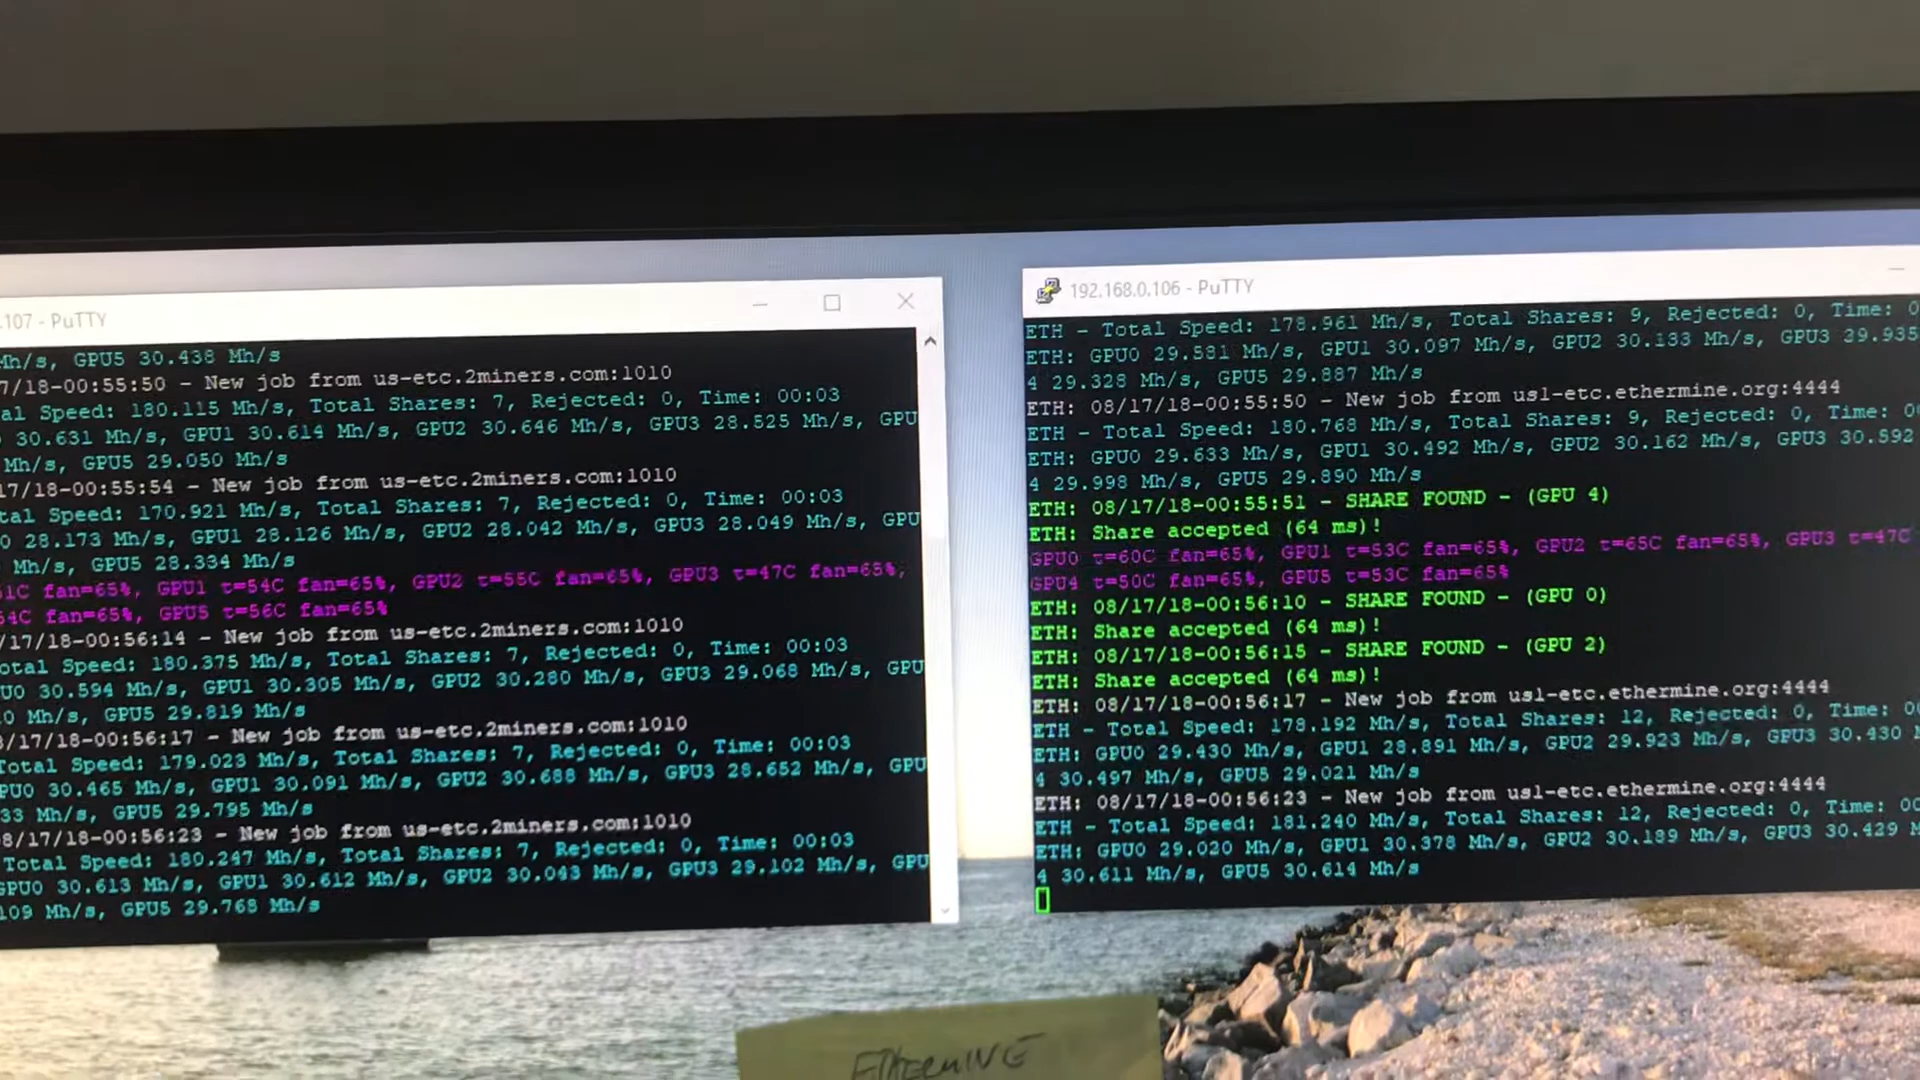 .107 - PuTTY
Mh/s, GPU5 30.438 Mh/s
7/18-00:55:50 - New job from us-etc.2miners.com:1010
al Speed: 180.115 Mh/s, Total Shares: 7, Rejected: 0, Time: 00:03
30.631 Mh/s, GPU1 30.614 Mh/s, GPU2 30.646 Mh/s, GPU3 28.525 Mh/s, GPU
Mh/s, GPU5 29.050 Mh/s
17/18-00:55:54 - New job from us-etc.2miners.com:1010
tal Speed: 170.921 Mh/s, Total Shares: 7, Rejected: 0, Time: 00:03
0 28.173 Mh/s, GPU1 28.126 Mh/s, GPU2 28.042 Mh/s, GPU3 28.049 Mh/s, GPU
Mh/s, GPU5 28.334 Mh/s
51C fan=65%, GPU1 t=54C fan=65%, GPU2 t=55C fan=65%, GPU3 t=47C fan=65%,
54C fan=65%, GPU5 t=56C fan=65%
/17/18-00:56:14 - New job from us-etc.2miners.com:1010
otal Speed: 180.375 Mh/s, Total Shares: 7, Rejected: 0, Time: 00:03
U0 30.594 Mh/s, GPU1 30.305 Mh/s, GPU2 30.280 Mh/s, GPU3 29.068 Mh/s, GPU
0 Mh/s, GPU5 29.819 Mh/s
8/17/18-00:56:17 - New job from us-etc.2miners.com:1010
Total Speed: 179.023 Mh/s, Total Shares: 7, Rejected: 0, Time: 00:03
PU0 30.465 Mh/s, GPU1 30.091 Mh/s, GPU2 30.688 Mh/s, GPU3 28.652 Mh/s, GPU
33 Mh/s, GPU5 29.795 Mh/s
08/17/18-00:56:23 - New job from us-etc.2miners.com:1010
Total Speed: 180.247 Mh/s, Total Shares: 7, Rejected: 0, Time: 00:03
GPU0 30.613 Mh/s, GPU1 30.612 Mh/s, GPU2 30.043 Mh/s, GPU3 29.102 Mh/s, GPU
109 Mh/s, GPU5 29.768 Mh/s
192.168.0.106 - PuTTY
ETH - Total Speed: 178.961 Mh/s, Total Shares: 9, Rejected: 0, Time: 0
ETH: GPU0 29.581 Mh/s, GPU1 30.097 Mh/s, GPU2 30.133 Mh/s, GPU3 29.935
4 29.328 Mh/s, GPU5 29.887 Mh/s
ETH: 08/17/18-00:55:50 - New job from us1-etc.ethermine.org:4444
ETH - Total Speed: 180.768 Mh/s, Total Shares: 9, Rejected: 0, Time: 0
ETH: GPU0 29.633 Mh/s, GPU1 30.492 Mh/s, GPU2 30.162 Mh/s, GPU3 30.592
4 29.998 Mh/s, GPU5 29.890 Mh/s
ETH: 08/17/18-00:55:51 - SHARE FOUND - (GPU 4)
ETH: Share accepted (64 ms)!
GPU0 t=60C fan=65%, GPU1 t=53C fan=65%, GPU2 t=65C fan=65%, GPU3 t=47C
GPU4 t=50C fan=65%, GPU5 t=53C fan=65%
ETH: 08/17/18-00:56:10 - SHARE FOUND - (GPU 0)
ETH: Share accepted (64 ms)!
ETH: 08/17/18-00:56:15 - SHARE FOUND - (GPU 2)
ETH: Share accepted (64 ms)!
ETH: 08/17/18-00:56:17 - New job from us1-etc.ethermine.org:4444
ETH - Total Speed: 178.192 Mh/s, Total Shares: 12, Rejected: 0, Time: 00
ETH: GPU0 29.430 Mh/s, GPU1 28.891 Mh/s, GPU2 29.923 Mh/s, GPU3 30.430 M
4 30.497 Mh/s, GPU5 29.021 Mh/s
ETH: 08/17/18-00:56:23 - New job from us1-etc.ethermine.org:4444
ETH - Total Speed: 181.240 Mh/s, Total Shares: 12, Rejected: 0, Time: 00
ETH: GPU0 29.020 Mh/s, GPU1 30.378 Mh/s, GPU2 30.189 Mh/s, GPU3 30.429 M
4 30.611 Mh/s, GPU5 30.614 Mh/s
ETHERMINE